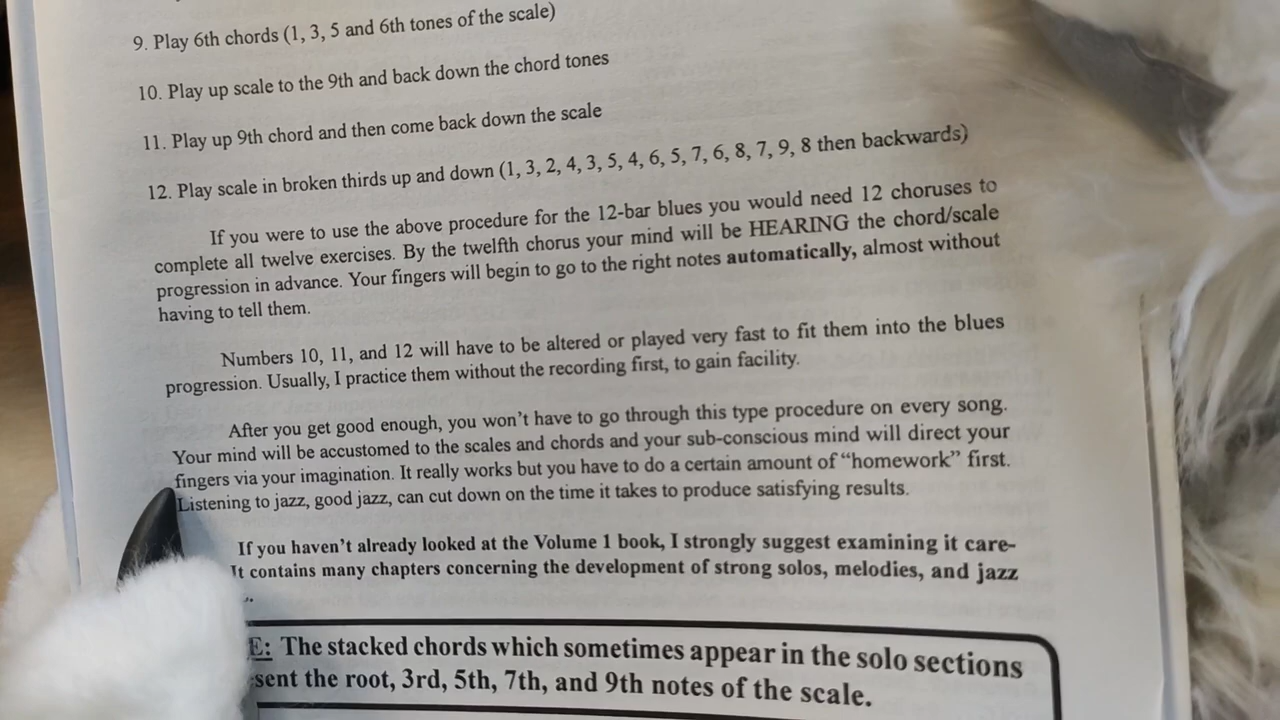 9. Play 6th chords (1, 3, 5 and 6th tones of the scale)
10. Play up scale to the 9th and back down the chord tones
11. Play up 9th chord and then come back down the scale
12. Play scale in broken thirds up and down (1, 3, 2, 4, 3, 5, 4, 6, 5, 7, 6, 8, 7, 9, 8 then backwards)
If you were to use the above procedure for the 12-bar blues you would need 12 choruses to
complete all twelve exercises. By the twelfth chorus your mind will be HEARING the chord/scale
progression in advance. Your fingers will begin to go to the right notes automatically, almost without
having to tell them.
Numbers 10, 11, and 12 will have to be altered or played very fast to fit them into the blues
progression. Usually, I practice them without the recording first, to gain facility.
After you get good enough, you won't have to go through this type procedure on every song.
Your mind will be accustomed to the scales and chords and your sub-conscious mind will direct your
fingers via your imagination. It really works but you have to do a certain amount of “homework” first.
Listening to jazz, good jazz, can cut down on the time it takes to produce satisfying results.
If you haven't already looked at the Volume 1 book, I strongly suggest examining it care-
It contains many chapters concerning the development of strong solos, melodies, and jazz
E: The stacked chords which sometimes appear in the solo sections
sent the root, 3rd, 5th, 7th, and 9th notes of the scale.